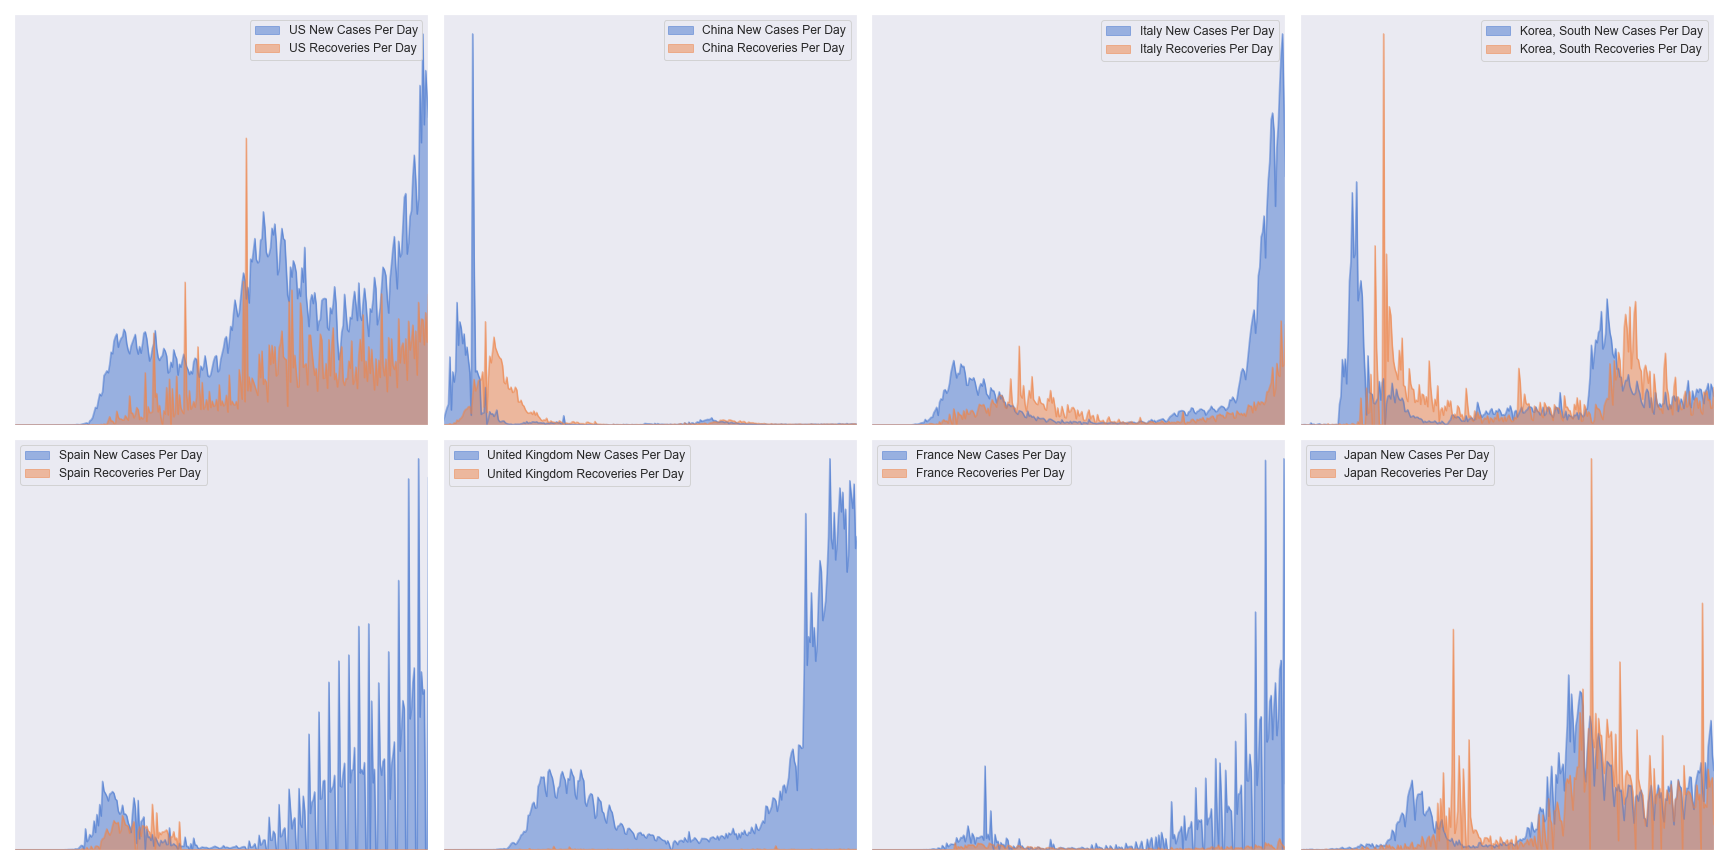 US New Cases Per Day
US Recoveries Per Day
China New Cases Per Day
China Recoveries Per Day
Italy New Cases Per Day
Italy Recoveries Per Day
Korea, South New Cases Per Day
Korea, South Recoveries Per Day
Spain New Cases Per Day
Spain Recoveries Per Day
United Kingdom New Cases Per Day
United Kingdom Recoveries Per Day
France New Cases Per Day
France Recoveries Per Day
Japan New Cases Per Day
Japan Recoveries Per Day